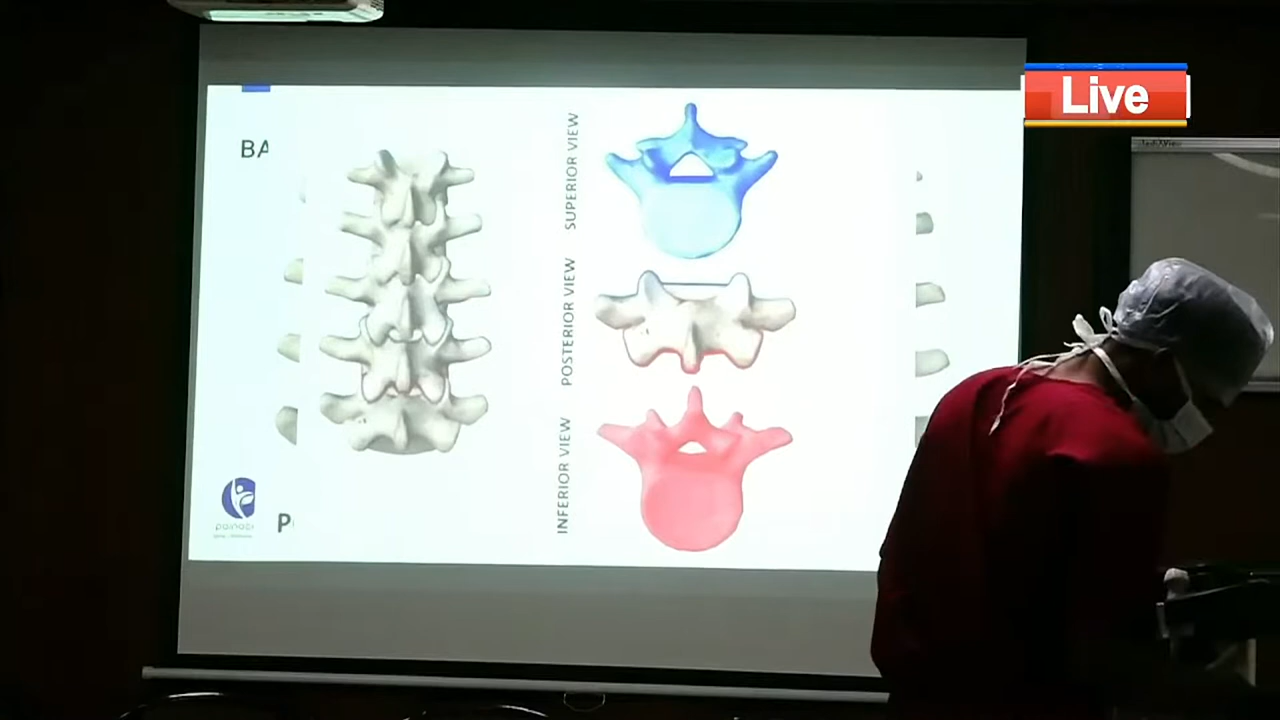 Live
BA
SUPERIOR VIEW
POSTERIOR VIEW
INFERIOR VIEW
P